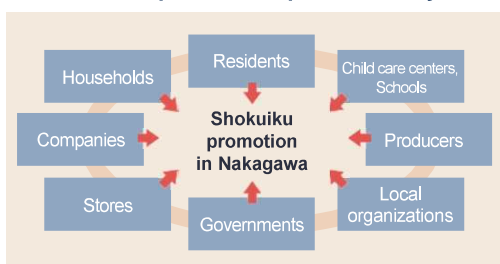 Residents
Households
Child care centers,
Schools
Companies
Shokuiku
promotion
in Nakagawa
Producers
Stores
Governments
Local
organizations